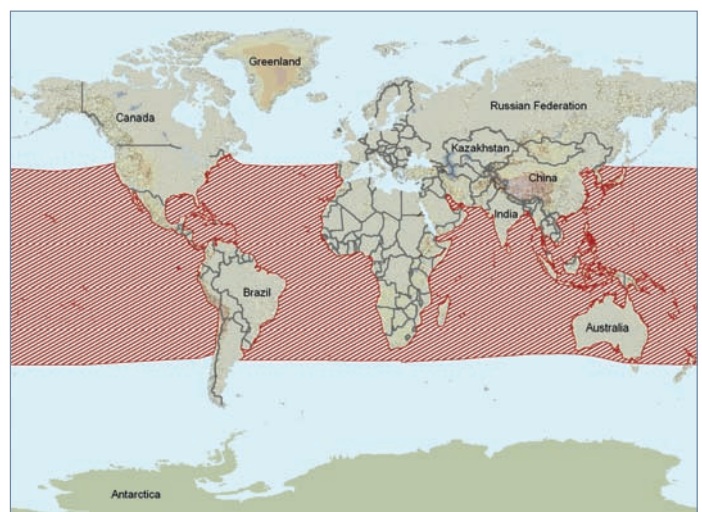 Greenland
Russian Federation
Canada
Kazakhstan
China
India
Brazil
Australia
Antarctica